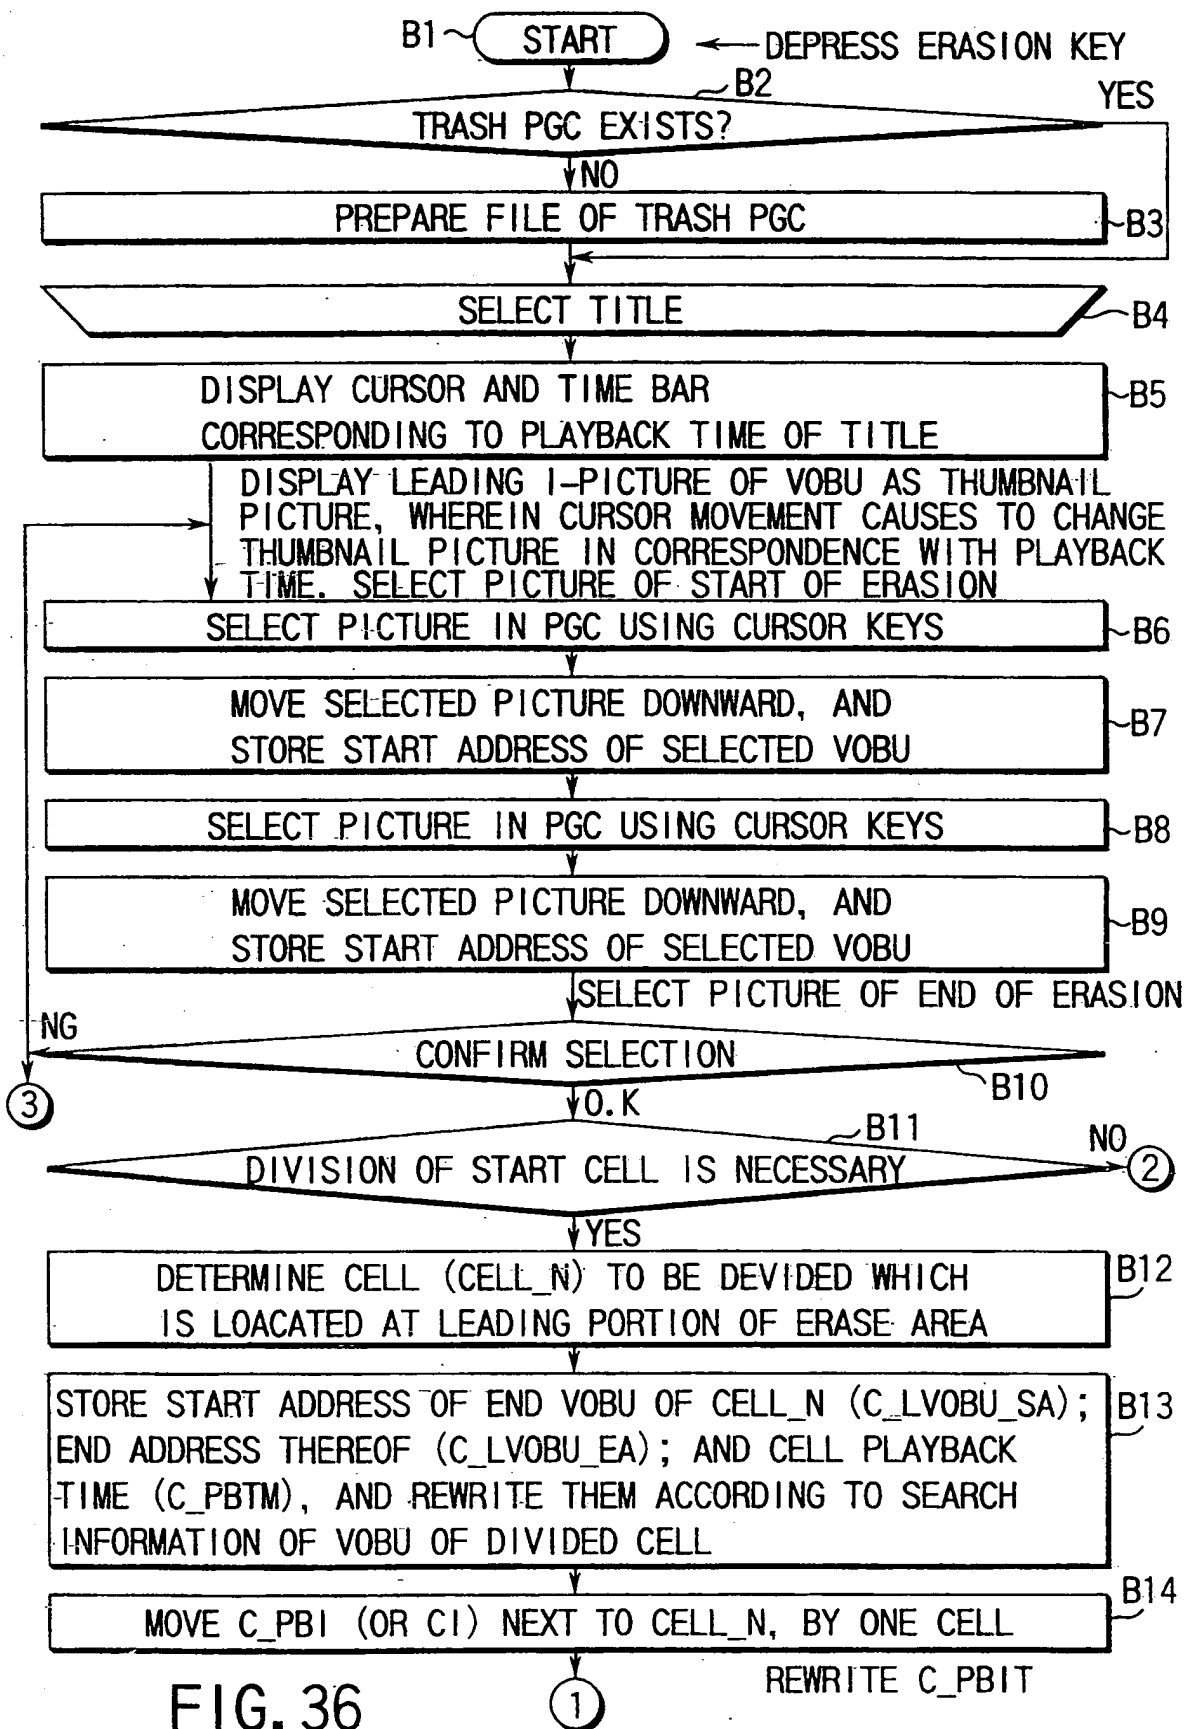 B1 START ← DEPRESS ERASION KEY
B2
YES
TRASH PGC EXISTS?
NO
PREPARE FILE OF TRASH PGC
B3
SELECT TITLE
B4
DISPLAY CURSOR AND TIME BAR
CORRESPONDING TO PLAYBACK TIME OF TITLE
B5
DISPLAY LEADING I-PICTURE OF VOBU AS THUMBNAIL
PICTURE, WHEREIN CURSOR MOVEMENT CAUSES TO CHANGE
THUMBNAIL PICTURE IN CORRESPONDENCE WITH PLAYBACK
TIME. SELECT PICTURE OF START OF ERASION
SELECT PICTURE IN PGC USING CURSOR KEYS
B6
MOVE SELECTED PICTURE DOWNWARD, AND
STORE START ADDRESS OF SELECTED VOBU
B7
SELECT PICTURE IN PGC USING CURSOR KEYS
B8
MOVE SELECTED PICTURE DOWNWARD, AND
STORE START ADDRESS OF SELECTED VOBU
B9
SELECT PICTURE OF END OF ERASION
NG
CONFIRM SELECTION
B10
3
O.K
B11
NO
DIVISION OF START CELL IS NECESSARY
2
YES
DETERMINE CELL (CELL_N) TO BE DEVIDED WHICH
IS LOACATED AT LEADING PORTION OF ERASE AREA
B12
STORE START ADDRESS OF END VOBU OF CELL_N (C_LVOBU_SA);
END ADDRESS THEREOF (C_LVOBU_EA); AND CELL PLAYBACK
TIME (C_PBTM), AND REWRITE THEM ACCORDING TO SEARCH
INFORMATION OF VOBU OF DIVIDED CELL
B13
MOVE C_PBI (OR CI) NEXT TO CELL_N, BY ONE CELL
B14
REWRITE C_PBIT
1
FIG. 36